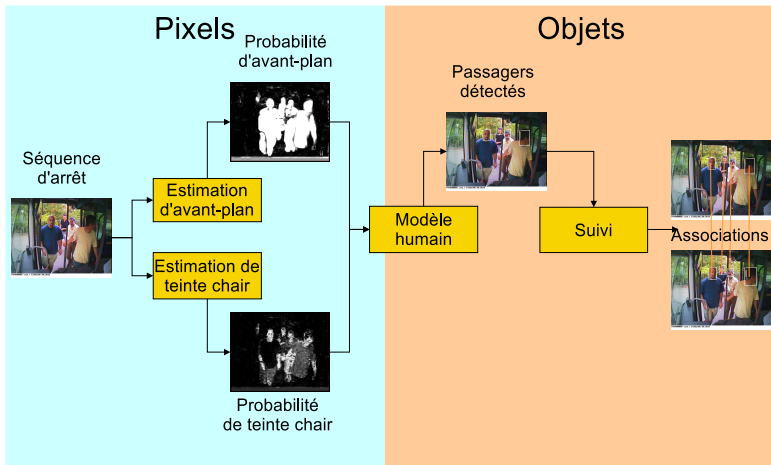 Pixels
Objets
Probabilité
d'avant-plan
Passagers
détectés
Séquence
d'arrêt
Estimation
d'avant-plan
Modèle
humain
Suivi
Associations
Estimation de
teinte chair
Probabilité
de teinte chair